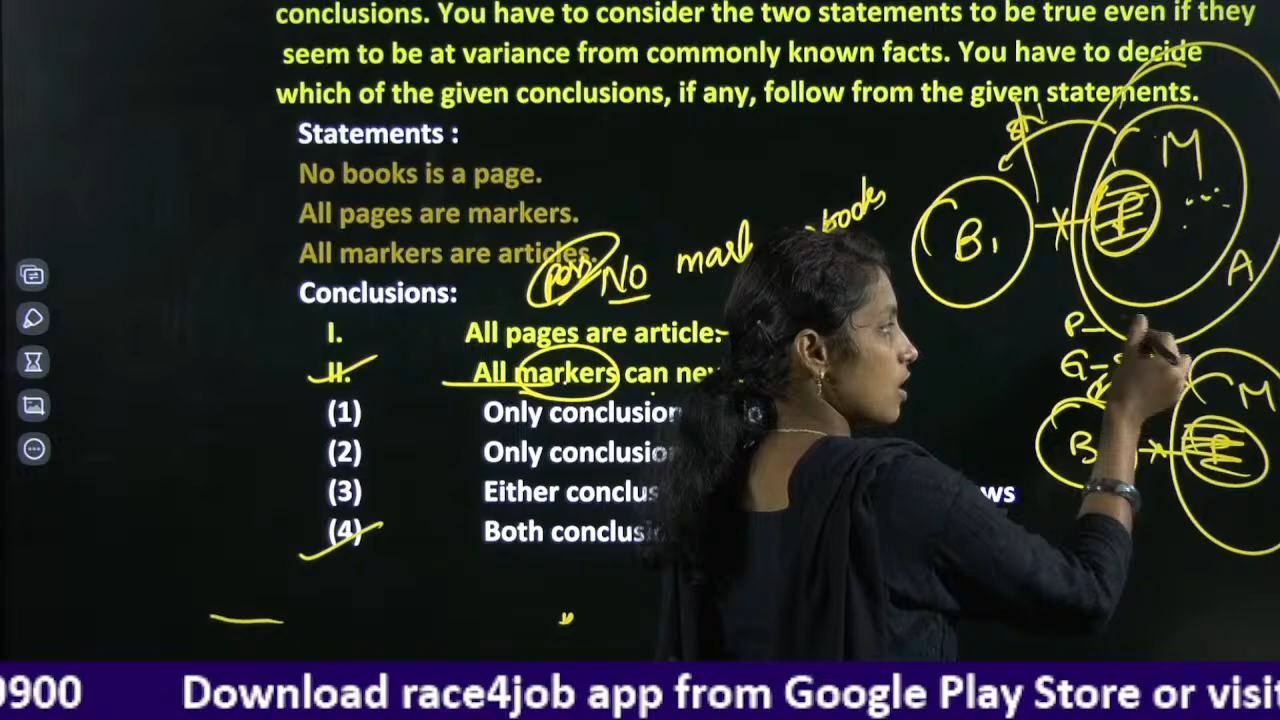 conclusions. You have to consider the two statements to be true even if they
seem to be at variance from commonly known facts. You have to decide
which of the given conclusions, if any, follow from the given statements.
Statements :
No books is a page.
All pages are markers.
All markers are articles.
Conclusions:
NO
I. All pages are article
II. All markers can nev
(1) Only conclusion
(2) Only conclusio
(3) Either conclus ws
(4) Both conclusi
M
B1
P
A
P-
G-
M
B
P
9900 Download race4job app from Google Play Store or visit